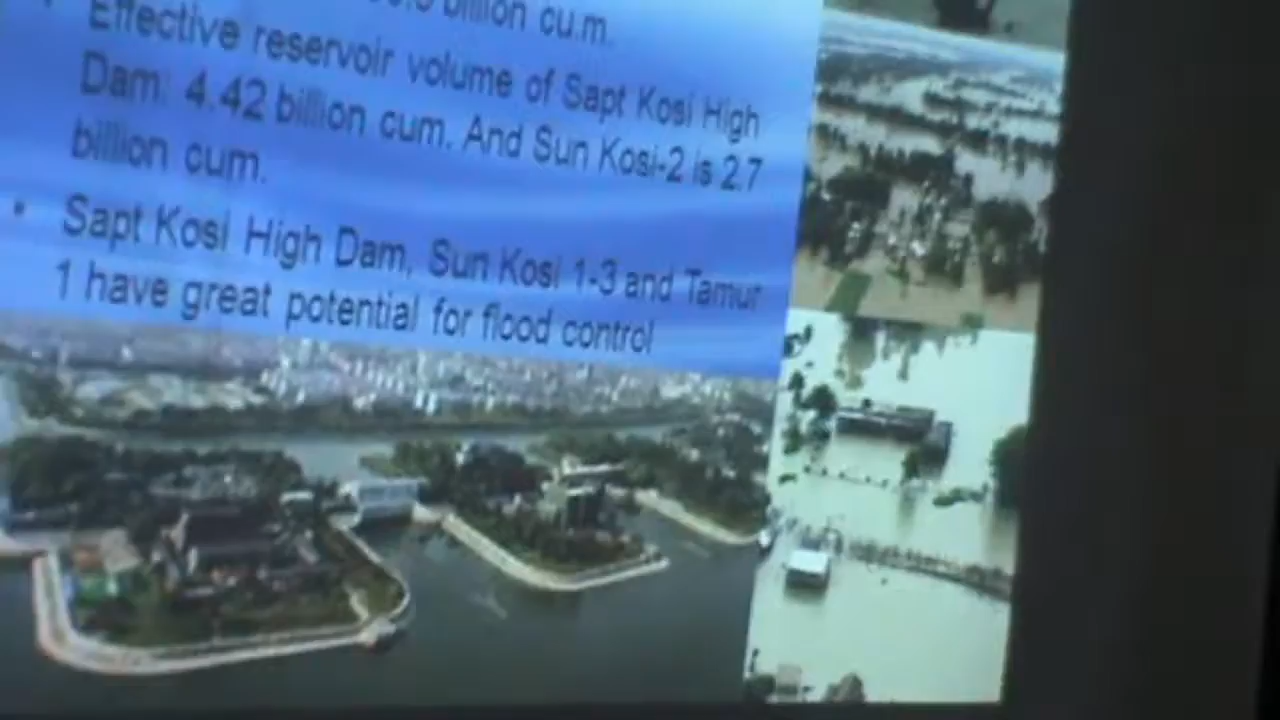 billion cu.m.
Effective reservoir volume of Sapt Kosi High
Dam: 4.42 billion cum. And Sun Kosi-2 is 2.7
billion cum.
• Sapt Kosi High Dam, Sun Kosi 1-3 and Tamur
1 have great potential for flood control